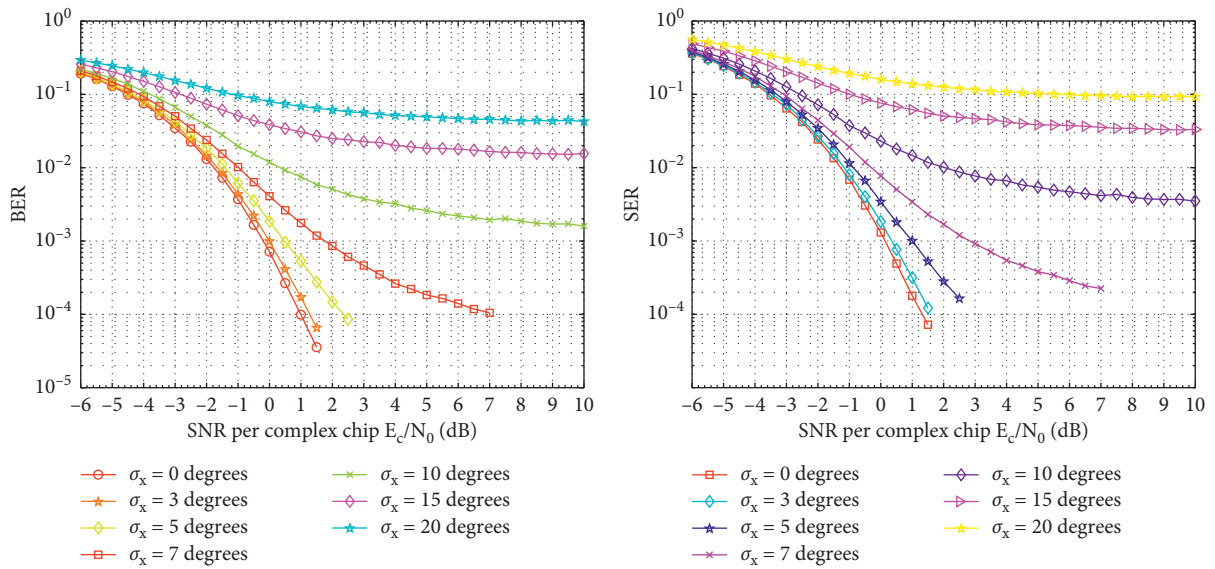 10^0
10^-1
10^-2
10^-3
10^-4
10^-5
BER
-6 -5 -4 -3 -2 -1 0 1 2 3 4 5 6 7 8 9 10
SNR per complex chip E_c/N_0 (dB)
σ_x = 0 degrees
σ_x = 3 degrees
σ_x = 5 degrees
σ_x = 7 degrees
σ_x = 10 degrees
σ_x = 15 degrees
σ_x = 20 degrees
10^0
10^-1
10^-2
10^-3
10^-4
SER
-6 -5 -4 -3 -2 -1 0 1 2 3 4 5 6 7 8 9 10
SNR per complex chip E_c/N_0 (dB)
σ_x = 0 degrees
σ_x = 3 degrees
σ_x = 5 degrees
σ_x = 7 degrees
σ_x = 10 degrees
σ_x = 15 degrees
σ_x = 20 degrees